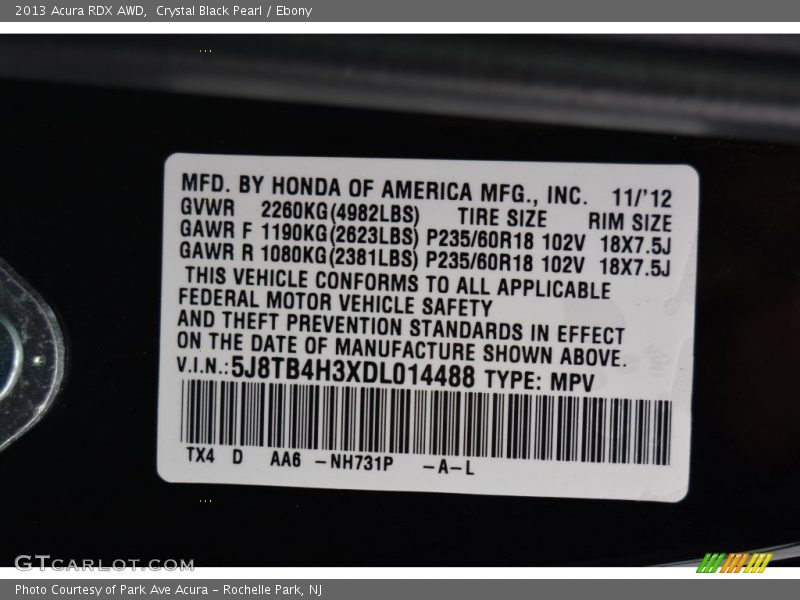 2013 Acura RDX AWD, Crystal Black Pearl / Ebony
MFD. BY HONDA OF AMERICA MFG., INC. 11/'12
GVWR 2260KG(4982LBS) TIRE SIZE RIM SIZE
GAWR F 1190KG(2623LBS) P235/60R18 102V 18X7.5J
GAWR R 1080KG(2381LBS) P235/60R18 102V 18X7.5J
THIS VEHICLE CONFORMS TO ALL APPLICABLE
FEDERAL MOTOR VEHICLE SAFETY
AND THEFT PREVENTION STANDARDS IN EFFECT
ON THE DATE OF MANUFACTURE SHOWN ABOVE.
V.I.N.:5J8TB4H3XDL014488 TYPE: MPV
TX4 D AA6 -NH731P -A-L
GTCARLOT.COM
Photo Courtesy of Park Ave Acura - Rochelle Park, NJ